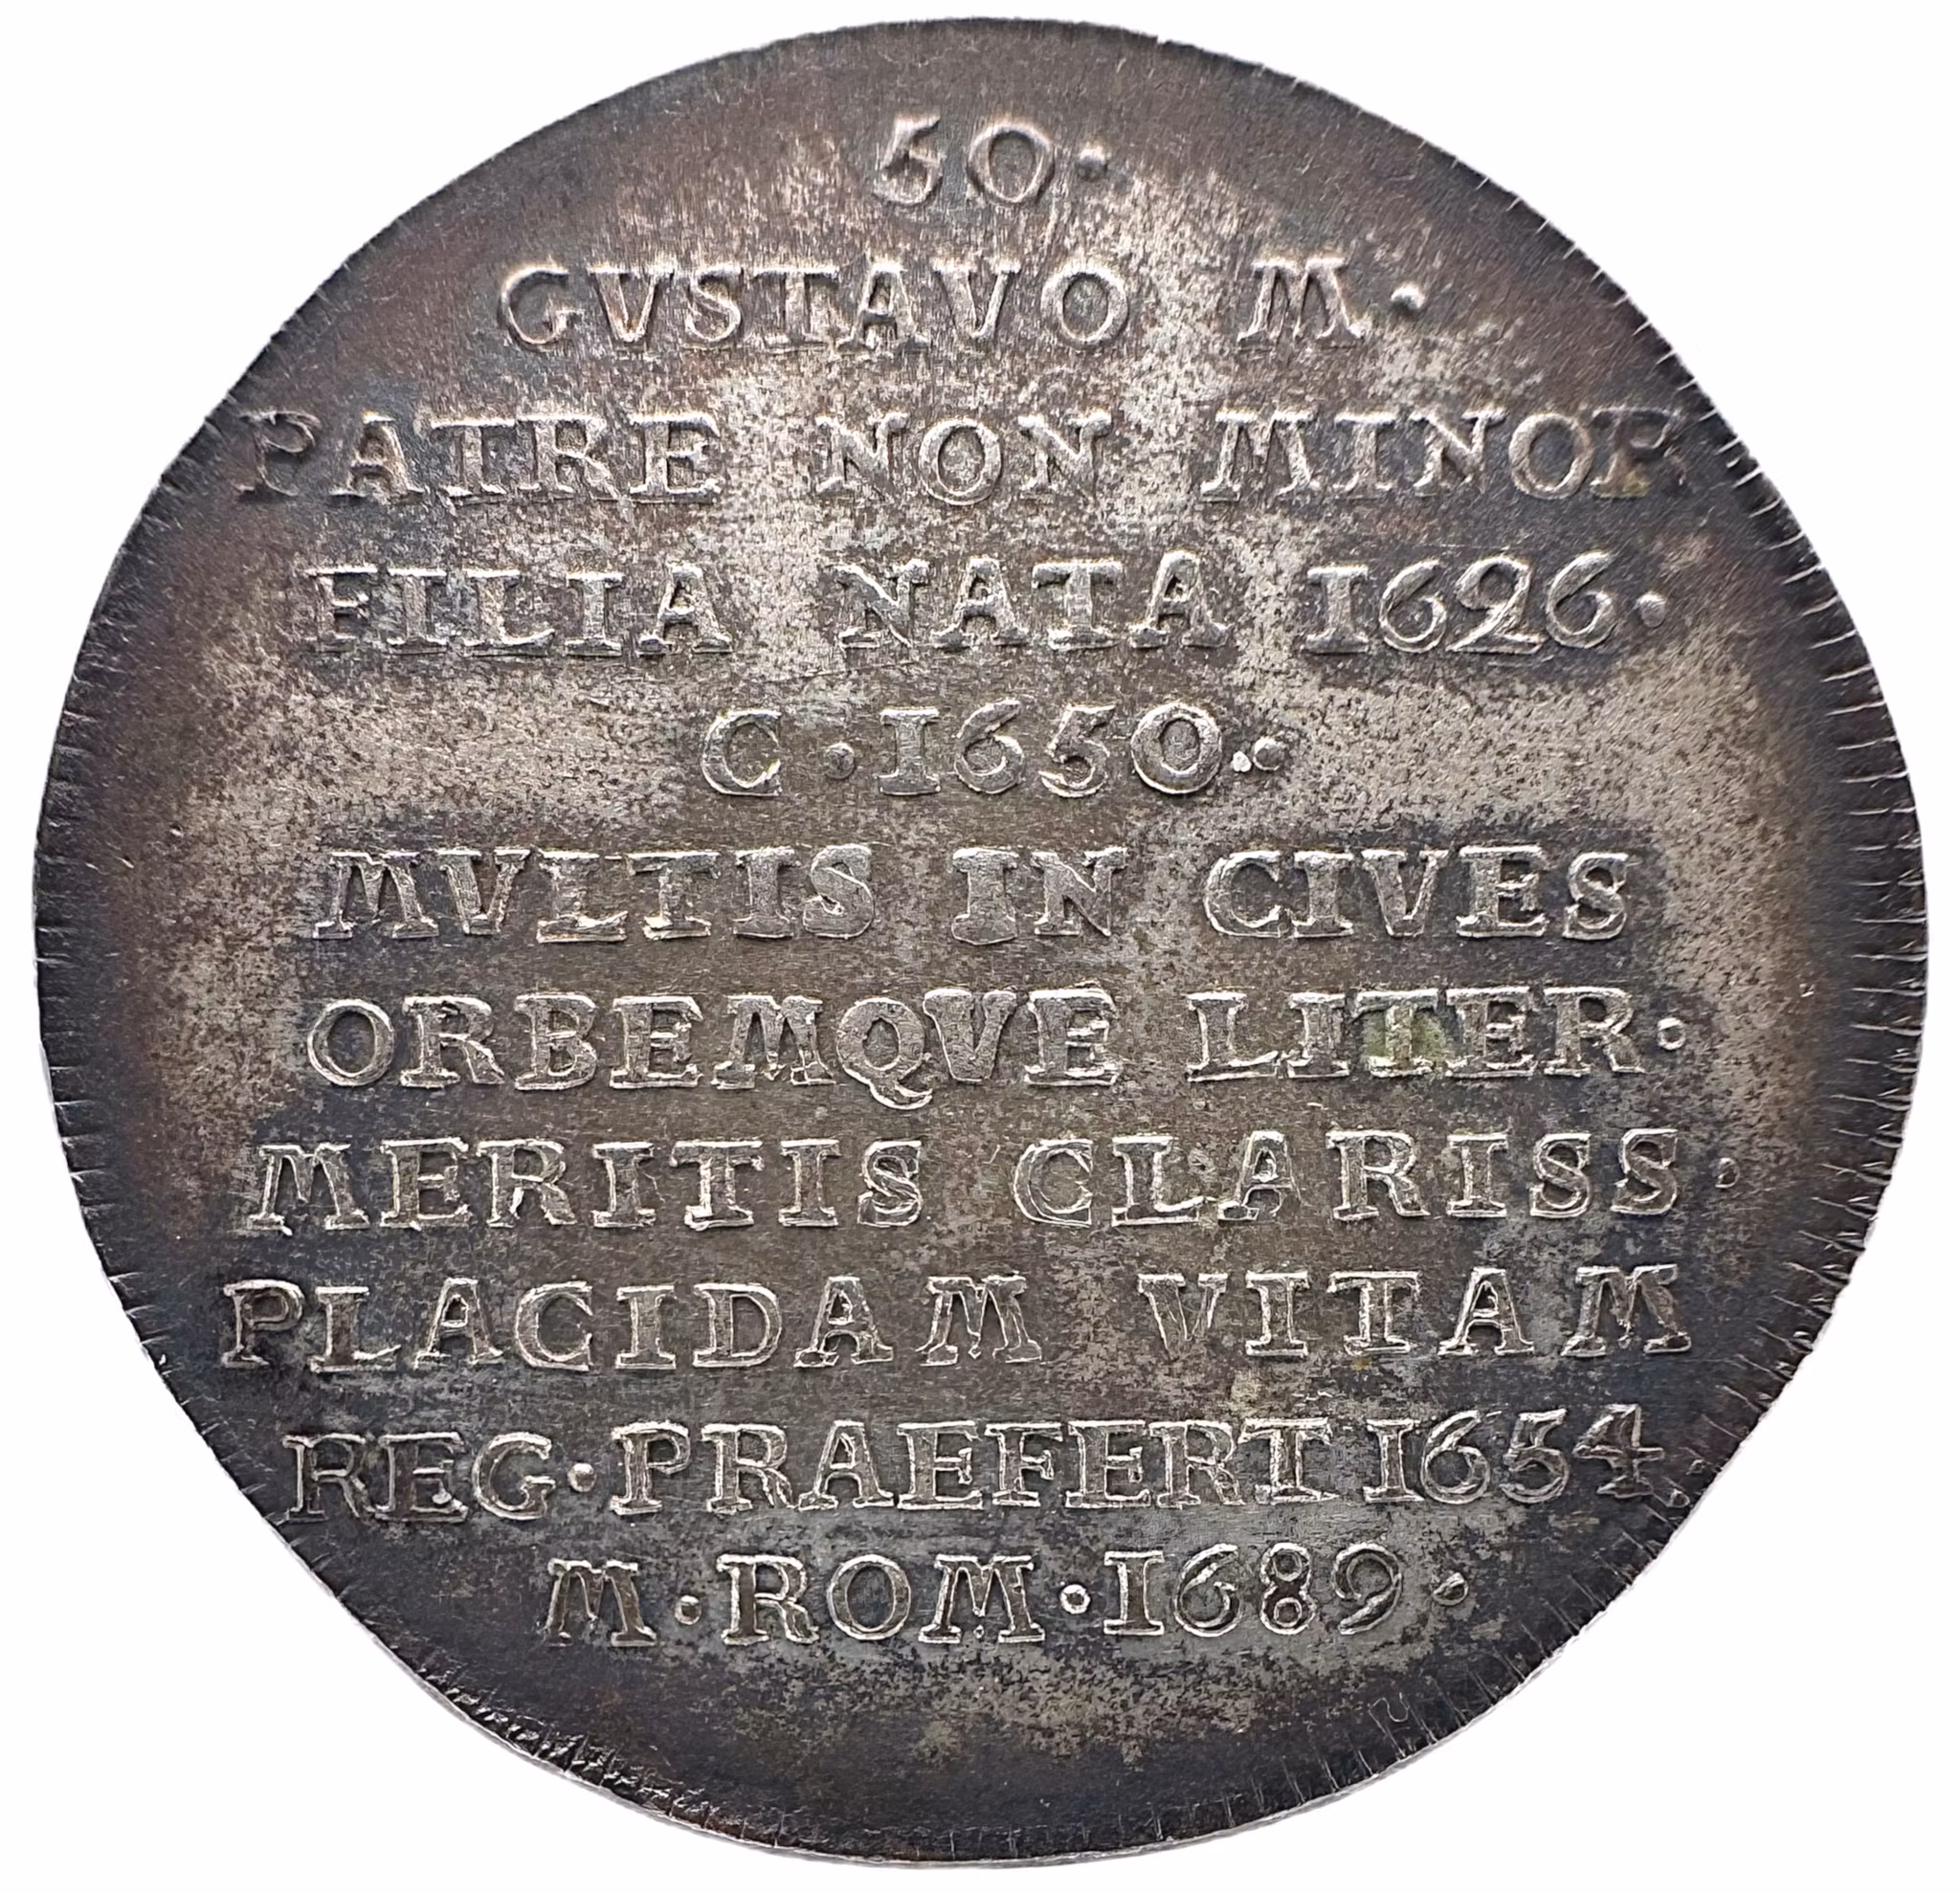 50·
GVSTAVO M·
PATRE NON MINOR
FILIA NATA 1626·
C·1650·
MVLTIS IN CIVES
ORBEMQVE LITER·
MERITIS CLARISS·
PLACIDAM VITAM
REG·PRAEFERT 1654·
M·ROM·1689·